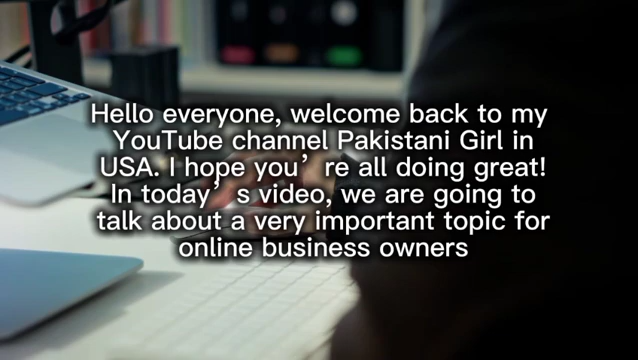 Hello everyone, welcome back to my
YouTube channel Pakistani Girl in
USA. I hope you’re all doing great!
In today’s video, we are going to
talk about a very important topic for
online business owners